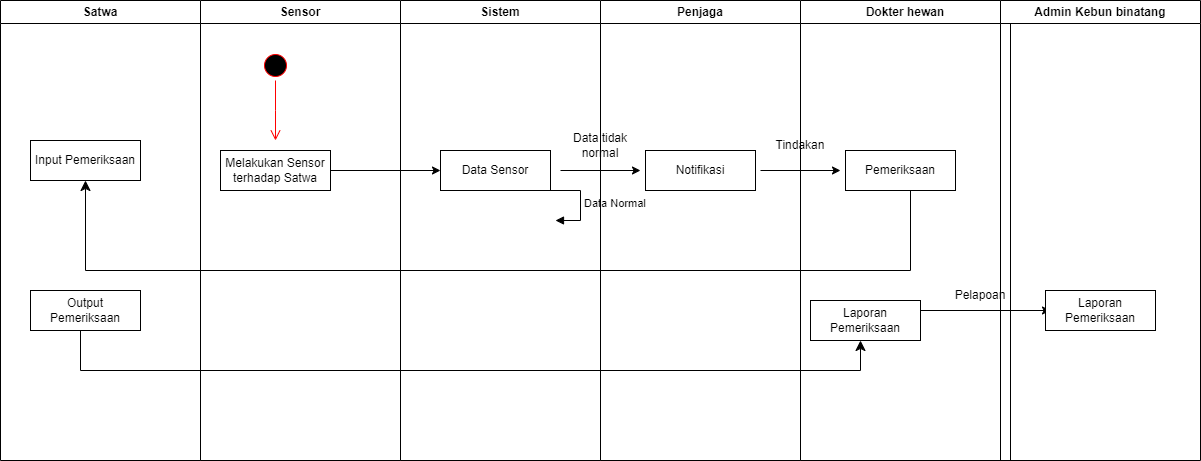 Satwa
Sensor
Sistem
Penjaga
Dokter hewan
Admin Kebun binatang
Data tidak
normal
Tindakan
Input Pemeriksaan
Melakukan Sensor
terhadap Satwa
Data Sensor
Notifikasi
Pemeriksaan
Data Normal
Pelapoan
Output
Pemeriksaan
Laporan
Pemeriksaan
Laporan
Pemeriksaan